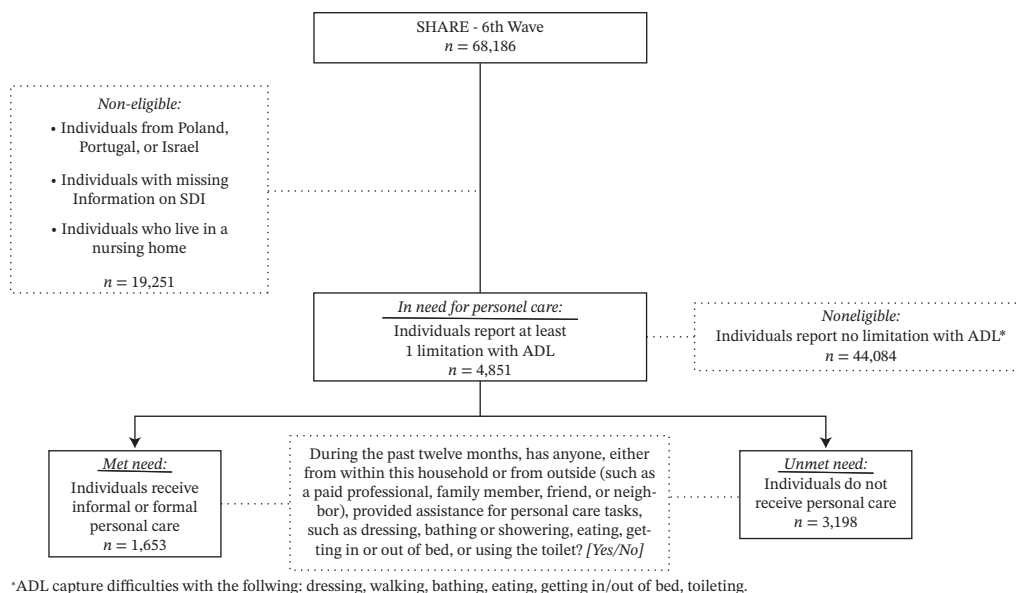 SHARE - 6th Wave
n = 68,186
Non-eligible:
• Individuals from Poland,
Portugal, or Israel
• Individuals with missing
Information on SDI
• Individuals who live in a
nursing home
n = 19,251
In need for personel care:
Individuals report at least
1 limitation with ADL
n = 4,851
Noneligible:
Individuals report no limitation with ADL*
n = 44,084
Met need:
Individuals receive
informal or formal
personal care
n = 1,653
During the past twelve months, has anyone, either
from within this household or from outside (such as
a paid professional, family member, friend, or neigh-
bor), provided assistance for personal care tasks,
such as dressing, bathing or showering, eating, get-
ting in or out of bed, or using the toilet? [Yes/No]
Unmet need:
Individuals do not
receive personal care
n = 3,198
*ADL capture difficulties with the follwing: dressing, walking, bathing, eating, getting in/out of bed, toileting.